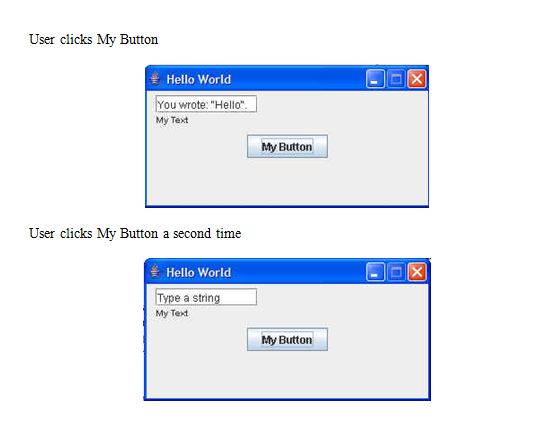 User clicks My Button
Hello World
You wrote: "Hello".
My Text
My Button
User clicks My Button a second time
Hello World
Type a string
My Text
My Button